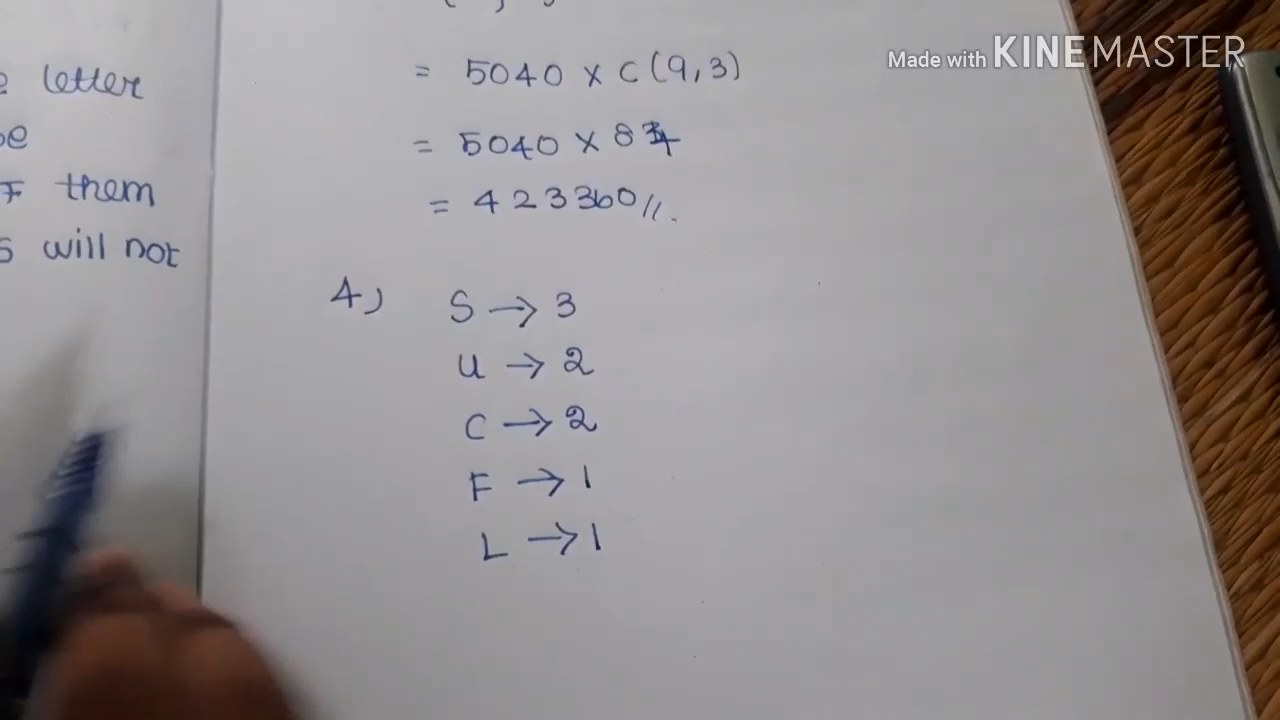 letter
them
will not
= 5040 × C(9,3)
= 5040 × 84
= 423360//.
4) S → 3
U → 2
C → 2
F → 1
L → 1
Made with KINEMASTER